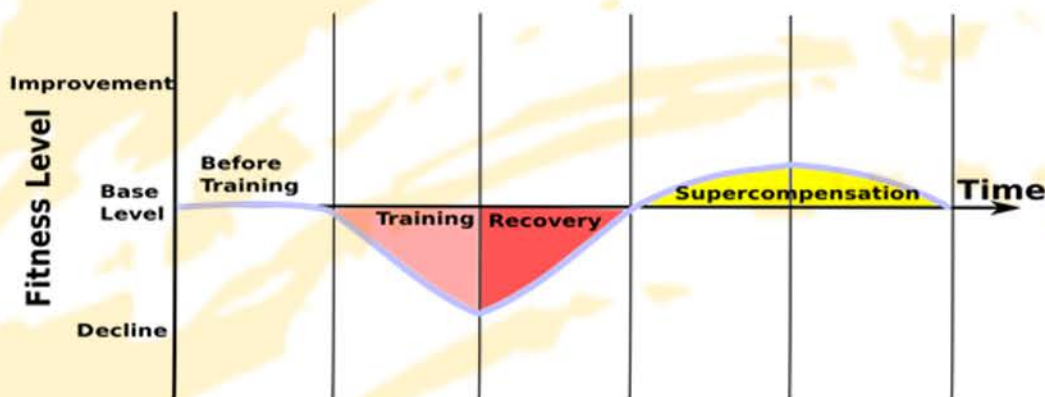 Improvement
Fitness Level
Before
Training
Base
Level
Training
Recovery
Supercompensation
Time
Decline